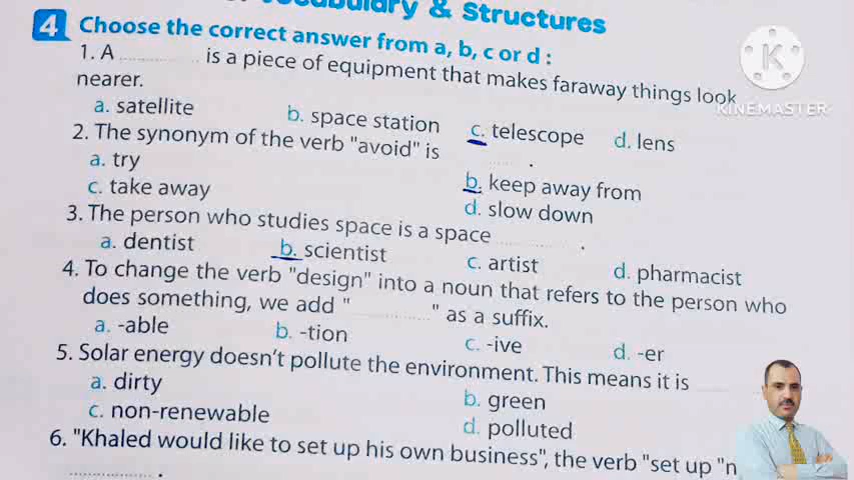 Vocabulary & Structures
4 Choose the correct answer from a, b, c or d :
1. A ............ is a piece of equipment that makes faraway things look
nearer.
a. satellite b. space station c. telescope d. lens
2. The synonym of the verb "avoid" is ............ .
a. try b. keep away from
c. take away d. slow down
3. The person who studies space is a space ............ .
a. dentist b. scientist c. artist d. pharmacist
4. To change the verb "design" into a noun that refers to the person who
does something, we add " ............ " as a suffix.
a. -able b. -tion c. -ive d. -er
5. Solar energy doesn't pollute the environment. This means it is ............
a. dirty b. green
c. non-renewable d. polluted
6. "Khaled would like to set up his own business", the verb "set up "
............ .
K
KINEMASTER